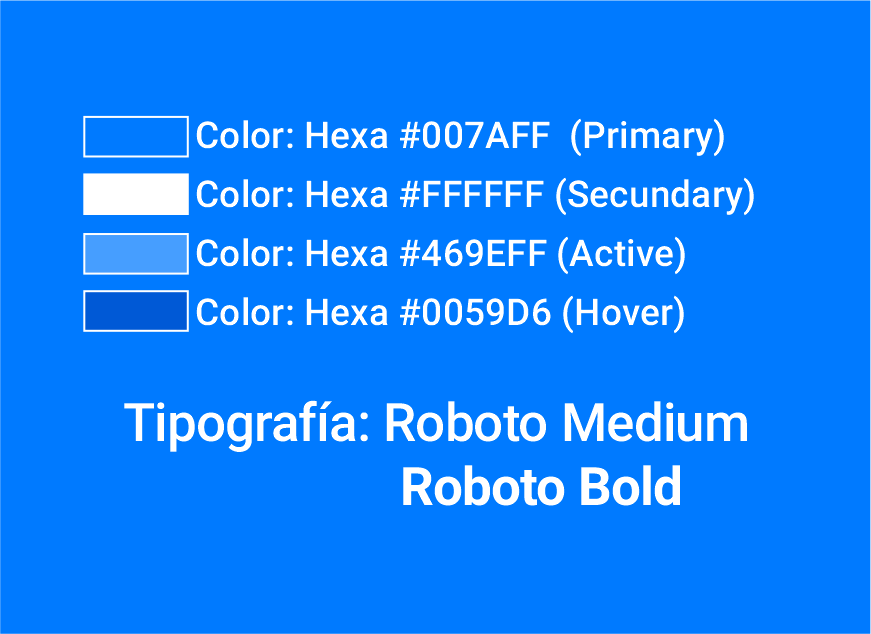 Color: Hexa #007AFF (Primary)
Color: Hexa #FFFFFF (Secundary)
Color: Hexa #469EFF (Active)
Color: Hexa #0059D6 (Hover)
Tipografía: Roboto Medium
Roboto Bold